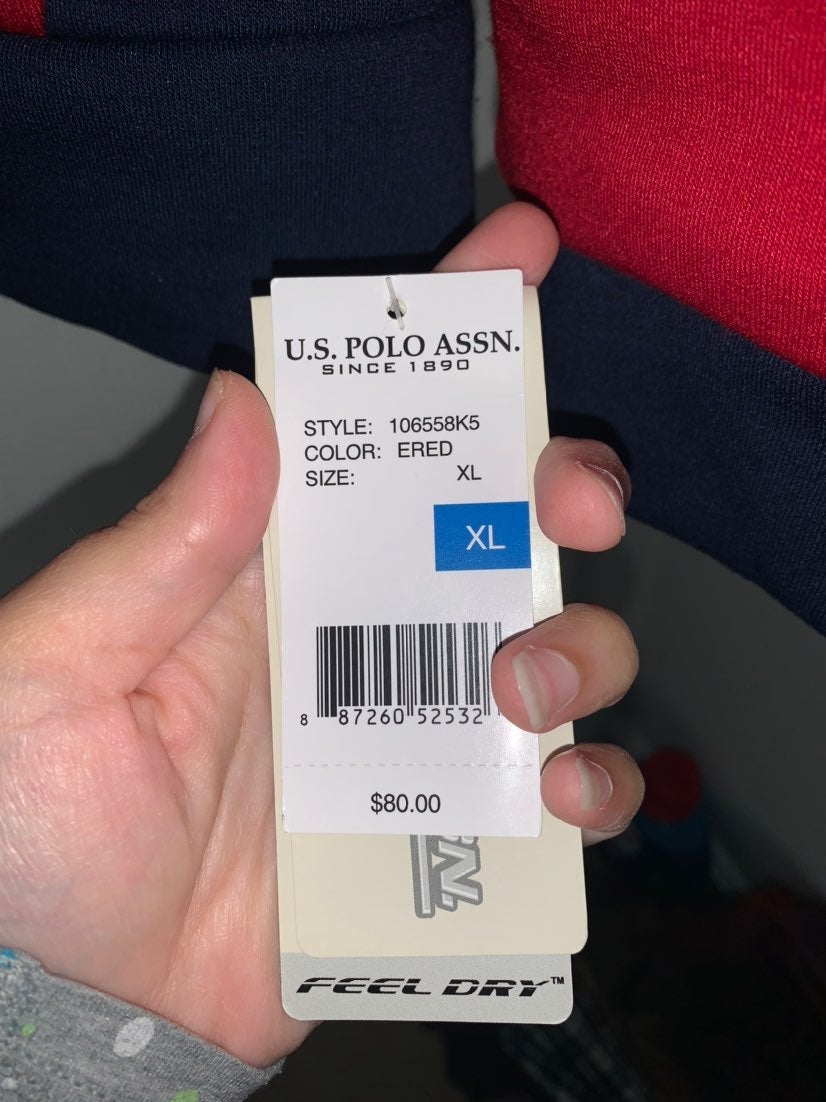 U.S. POLO ASSN.
SINCE 1890
STYLE: 106558K5
COLOR: ERED
SIZE: XL
XL
8 87260 52532
$80.00
FEEL DRY™